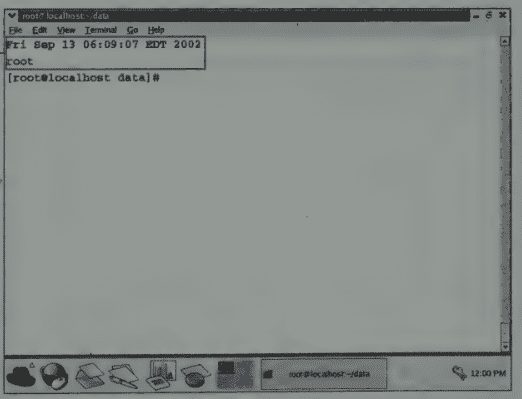 root@localhost:~/data
File Edit View Terminal Go Help
Fri Sep 13 06:09:07 EDT 2002
root
[root@localhost data]#
root@localhost:~/data
12:00 PM